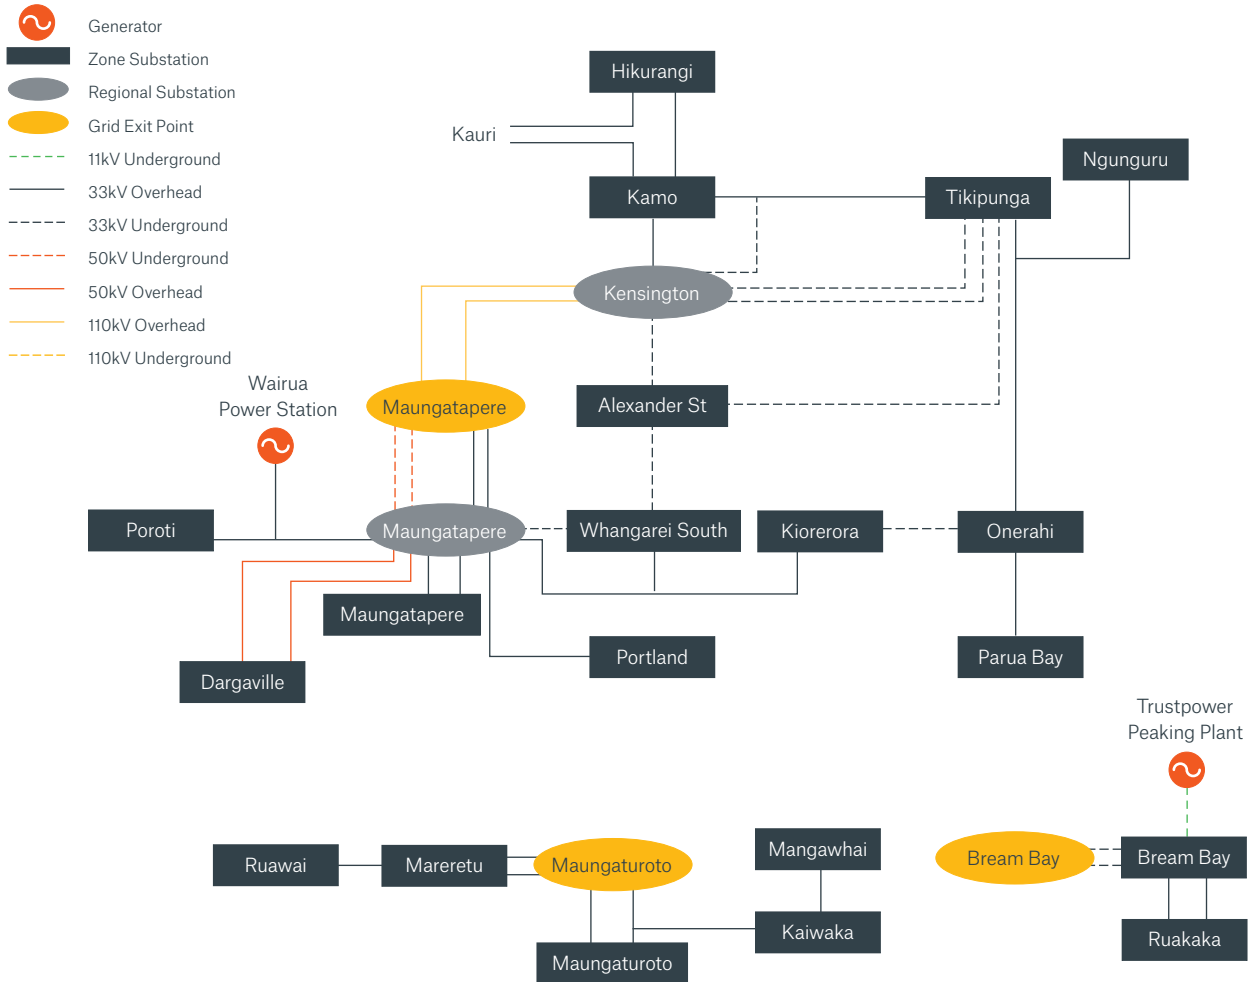 Generator
Zone Substation
Regional Substation
Grid Exit Point
11kV Underground
33kV Overhead
33kV Underground
50kV Underground
50kV Overhead
110kV Overhead
110kV Underground
Hikurangi
Kauri
Ngunguru
Kamo
Tikipunga
Kensington
Wairua
Power Station
Maungatapere
Alexander St
Poroti
Maungatapere
Whangarei South
Kiorerora
Onerahi
Maungatapere
Portland
Parua Bay
Dargaville
Trustpower
Peaking Plant
Ruawai
Mareretu
Maungaturoto
Mangawhai
Bream Bay
Bream Bay
Kaiwaka
Ruakaka
Maungaturoto